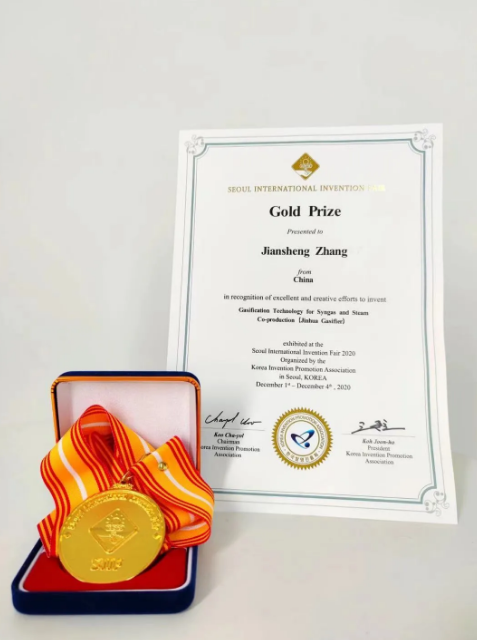 SEOUL INTERNATIONAL INVENTION FAIR
Gold Prize
Presented to
Jiansheng Zhang
from
China
in recognition of excellent and creative efforts to invent
Gasification Technology for Syngas and Steam
Co-production [Jinhua Gasifier]
exhibited at the
Seoul International Invention Fair 2020
Organized by the
Korea Invention Promotion Association
in Seoul, KOREA
December 1st – December 4th, 2020
Chairman
Korea Invention Promotion
Association
President
Korea Invention Promotion
Association